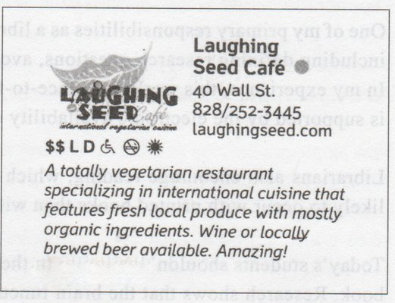 Laughing
Seed Café
40 Wall St.
828/252-3445
laughingseed.com
LAUGHING
SEED Café
international vegetarian cuisine
$$ L D
A totally vegetarian restaurant
specializing in international cuisine that
features fresh local produce with mostly
organic ingredients. Wine or locally
brewed beer available. Amazing!